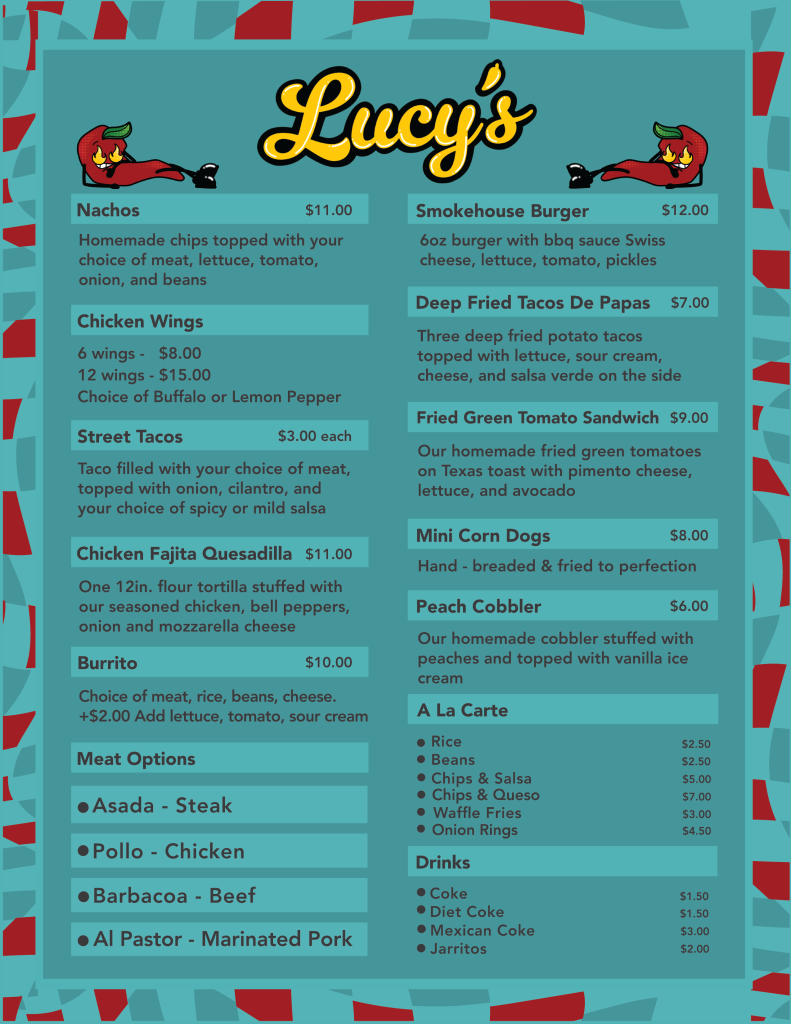 Lucy's
Nachos $11.00
Homemade chips topped with your
choice of meat, lettuce, tomato,
onion, and beans
Chicken Wings
6 wings - $8.00
12 wings - $15.00
Choice of Buffalo or Lemon Pepper
Street Tacos $3.00 each
Taco filled with your choice of meat,
topped with onion, cilantro, and
your choice of spicy or mild salsa
Chicken Fajita Quesadilla $11.00
One 12in. flour tortilla stuffed with
our seasoned chicken, bell peppers,
onion and mozzarella cheese
Burrito $10.00
Choice of meat, rice, beans, cheese.
+$2.00 Add lettuce, tomato, sour cream
Meat Options
● Asada - Steak
● Pollo - Chicken
● Barbacoa - Beef
● Al Pastor - Marinated Pork
Smokehouse Burger $12.00
6oz burger with bbq sauce Swiss
cheese, lettuce, tomato, pickles
Deep Fried Tacos De Papas $7.00
Three deep fried potato tacos
topped with lettuce, sour cream,
cheese, and salsa verde on the side
Fried Green Tomato Sandwich $9.00
Our homemade fried green tomatoes
on Texas toast with pimento cheese,
lettuce, and avocado
Mini Corn Dogs $8.00
Hand - breaded & fried to perfection
Peach Cobbler $6.00
Our homemade cobbler stuffed with
peaches and topped with vanilla ice
cream
A La Carte
● Rice $2.50
● Beans $2.50
● Chips & Salsa $5.00
● Chips & Queso $7.00
● Waffle Fries $3.00
● Onion Rings $4.50
Drinks
● Coke $1.50
● Diet Coke $1.50
● Mexican Coke $3.00
● Jarritos $2.00